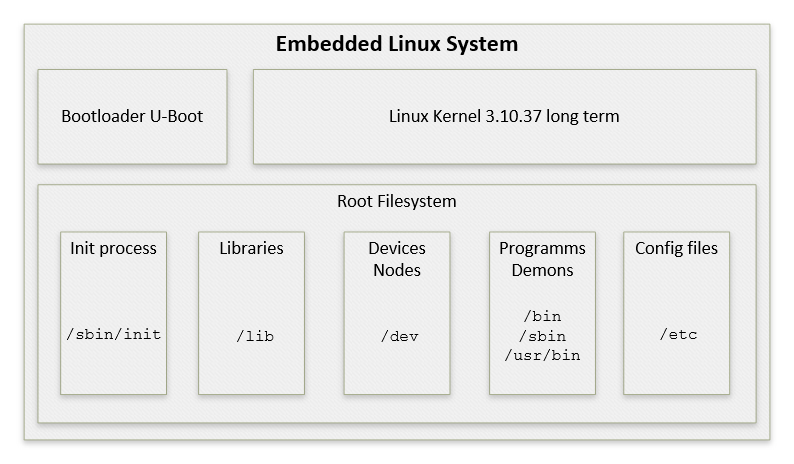 Embedded Linux System
Bootloader U-Boot
Linux Kernel 3.10.37 long term
Root Filesystem
Init process
/sbin/init
Libraries
/lib
Devices
Nodes
/dev
Programms
Demons
/bin
/sbin
/usr/bin
Config files
/etc